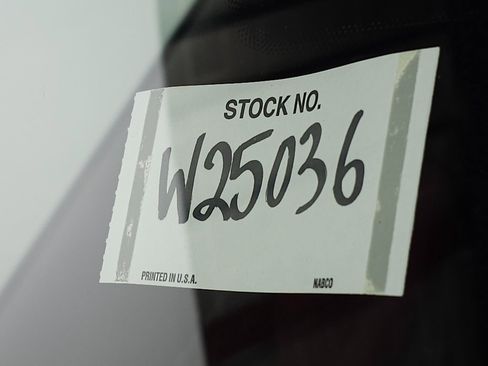 STOCK NO.
W25036
PRINTED IN U.S.A. NABCO